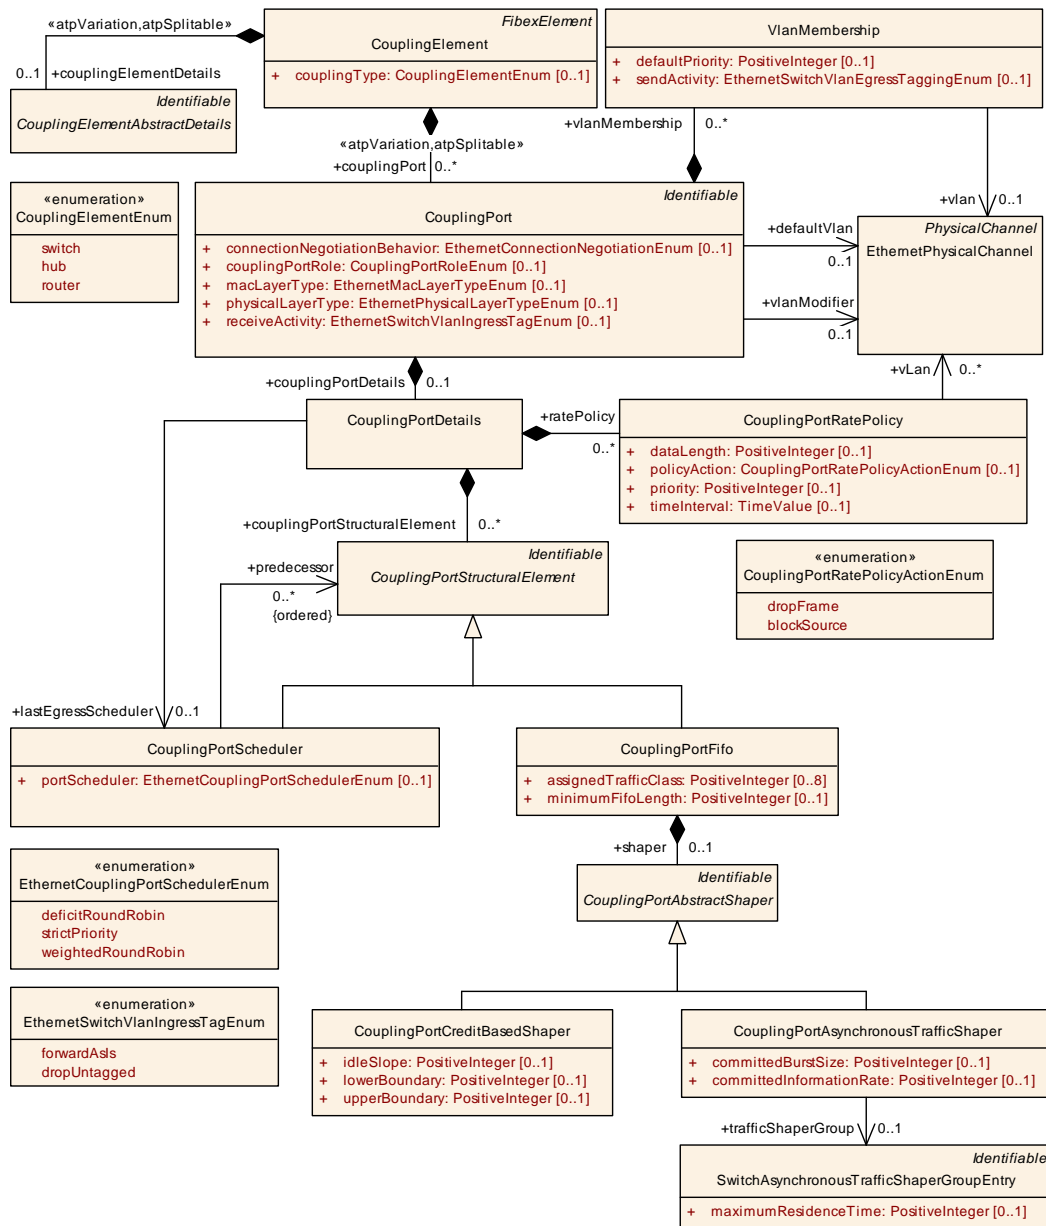 «atpVariation,atpSplitable»
0..1
+couplingElementDetails
FibexElement
CouplingElement
+ couplingType: CouplingElementEnum [0..1]
VlanMembership
+ defaultPriority: PositiveInteger [0..1]
+ sendActivity: EthernetSwitchVlanEgressTaggingEnum [0..1]
Identifiable
CouplingElementAbstractDetails
«atpVariation,atpSplitable»
+couplingPort
0..*
+vlanMembership
0..*
+vlan
0..1
«enumeration»
CouplingElementEnum
switch
hub
router
Identifiable
CouplingPort
+ connectionNegotiationBehavior: EthernetConnectionNegotiationEnum [0..1]
+ couplingPortRole: CouplingPortRoleEnum [0..1]
+ macLayerType: EthernetMacLayerTypeEnum [0..1]
+ physicalLayerType: EthernetPhysicalLayerTypeEnum [0..1]
+ receiveActivity: EthernetSwitchVlanIngressTagEnum [0..1]
+defaultVlan
0..1
+vlanModifier
0..1
PhysicalChannel
EthernetPhysicalChannel
+couplingPortDetails
0..1
+vLan
0..*
CouplingPortDetails
+ratePolicy
0..*
CouplingPortRatePolicy
+ dataLength: PositiveInteger [0..1]
+ policyAction: CouplingPortRatePolicyActionEnum [0..1]
+ priority: PositiveInteger [0..1]
+ timeInterval: TimeValue [0..1]
+couplingPortStructuralElement
0..*
+predecessor
0..*
{ordered}
Identifiable
CouplingPortStructuralElement
«enumeration»
CouplingPortRatePolicyActionEnum
dropFrame
blockSource
+lastEgressScheduler
0..1
CouplingPortScheduler
+ portScheduler: EthernetCouplingPortSchedulerEnum [0..1]
CouplingPortFifo
+ assignedTrafficClass: PositiveInteger [0..8]
+ minimumFifoLength: PositiveInteger [0..1]
+shaper
0..1
«enumeration»
EthernetCouplingPortSchedulerEnum
deficitRoundRobin
strictPriority
weightedRoundRobin
Identifiable
CouplingPortAbstractShaper
«enumeration»
EthernetSwitchVlanIngressTagEnum
forwardAsIs
dropUntagged
CouplingPortCreditBasedShaper
+ idleSlope: PositiveInteger [0..1]
+ lowerBoundary: PositiveInteger [0..1]
+ upperBoundary: PositiveInteger [0..1]
CouplingPortAsynchronousTrafficShaper
+ committedBurstSize: PositiveInteger [0..1]
+ committedInformationRate: PositiveInteger [0..1]
+trafficShaperGroup
0..1
Identifiable
SwitchAsynchronousTrafficShaperGroupEntry
+ maximumResidenceTime: PositiveInteger [0..1]